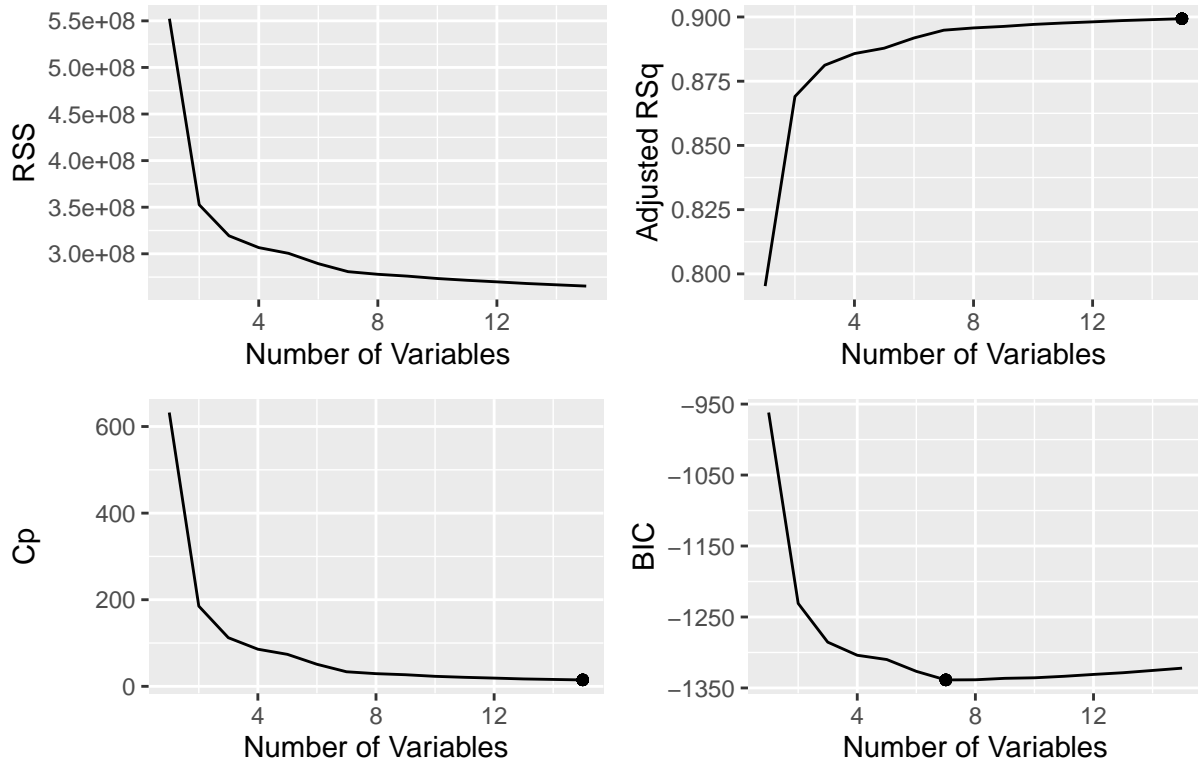 RSS
5.5e+08
5.0e+08
4.5e+08
4.0e+08
3.5e+08
3.0e+08
4 8 12
Number of Variables
Adjusted RSq
0.900
0.875
0.850
0.825
0.800
4 8 12
Number of Variables
Cp
600
400
200
0
4 8 12
Number of Variables
BIC
−950
−1050
−1150
−1250
−1350
4 8 12
Number of Variables